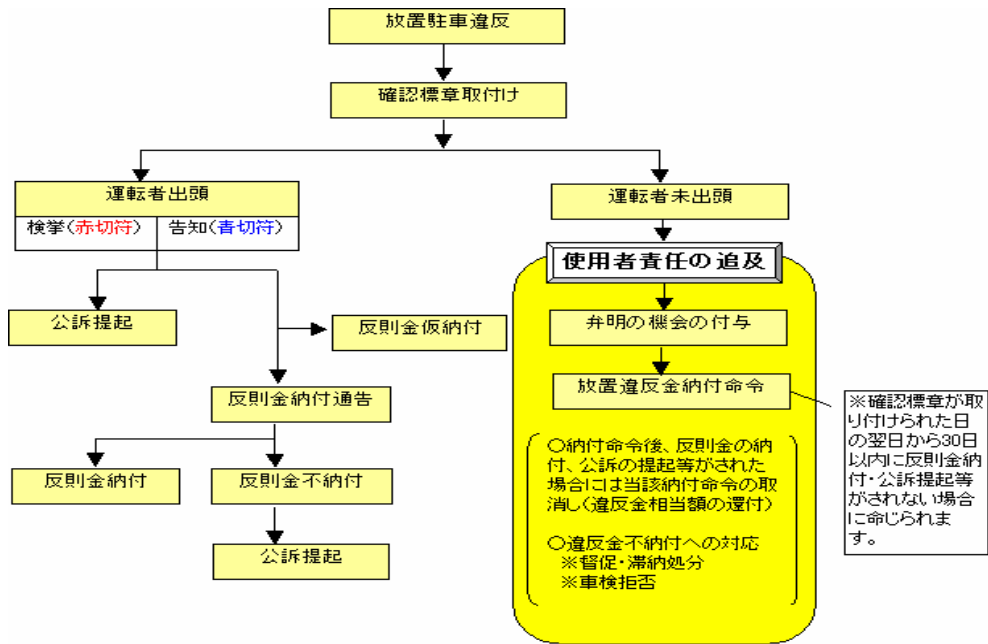 放置駐車違反
確認標章取付け
運転者出頭
検挙(赤切符)
告知(青切符)
公訴提起
反則金仮納付
反則金納付通告
反則金納付
反則金不納付
公訴提起
運転者未出頭
使用者責任の追及
弁明の機会の付与
放置違反金納付命令
○納付命令後、反則金の納
付、公訴の提起等がされた
場合には当該納付命令の取
消し(違反金相当額の還付)
○違反金不納付への対応
※督促・滞納処分
※車検拒否
※確認標章が取
り付けられた日
の翌日から30日
以内に反則金納
付・公訴提起等
がされない場合
に命じられま
す。